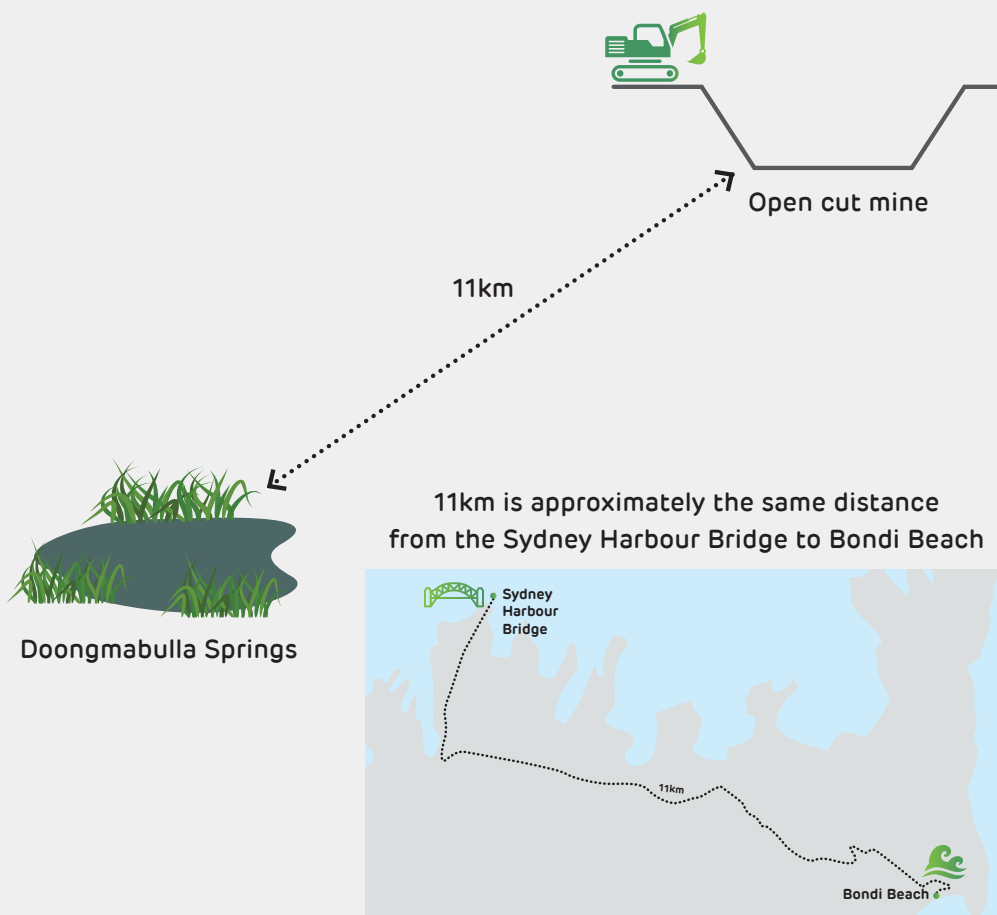 Open cut mine
11km
11km is approximately the same distance
from the Sydney Harbour Bridge to Bondi Beach
Doongmabulla Springs
Sydney
Harbour
Bridge
11km
Bondi Beach